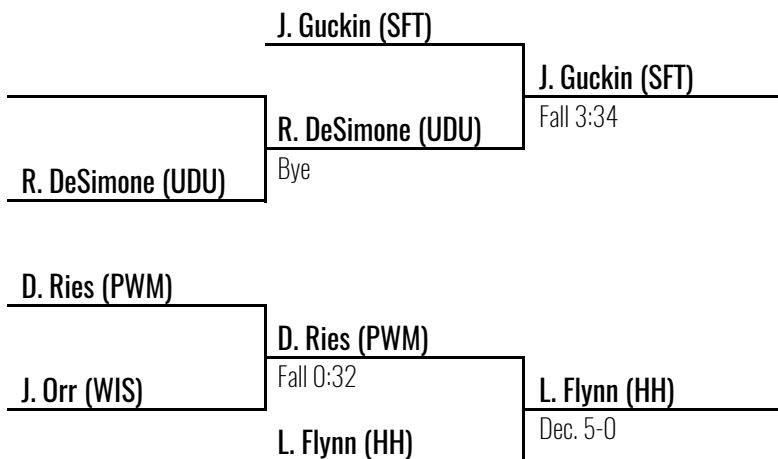 J. Guckin (SFT)
J. Guckin (SFT)
Fall 3:34
R. DeSimone (UDU)
Bye
R. DeSimone (UDU)
D. Ries (PWM)
D. Ries (PWM)
Fall 0:32
J. Orr (WIS)
L. Flynn (HH)
Dec. 5-0
L. Flynn (HH)